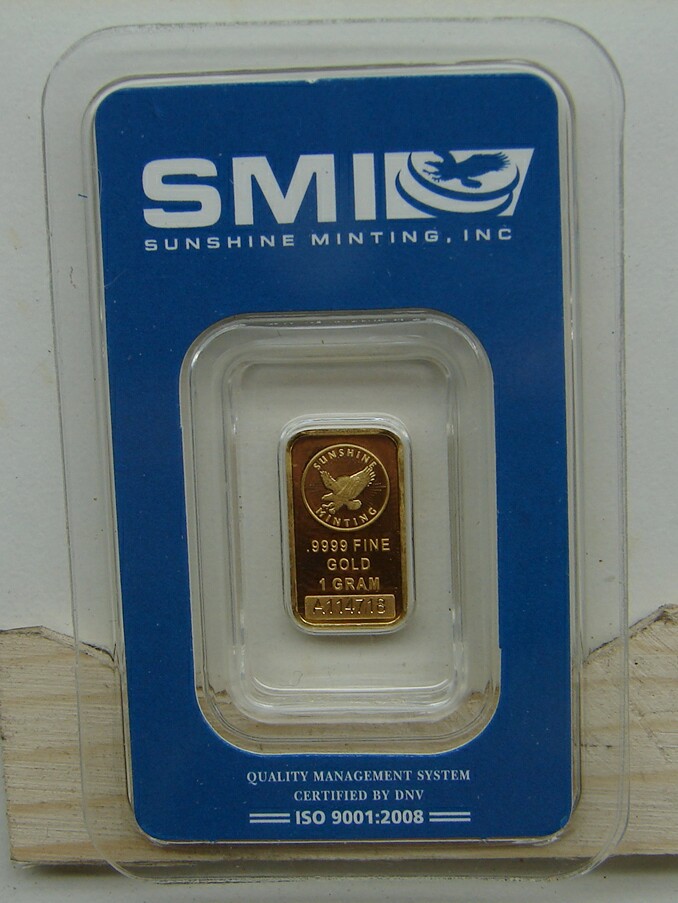 SMI
SUNSHINE MINTING, INC
SUNSHINE
MINTING
.9999 FINE
GOLD
1 GRAM
A114718
QUALITY MANAGEMENT SYSTEM
CERTIFIED BY DNV
ISO 9001:2008